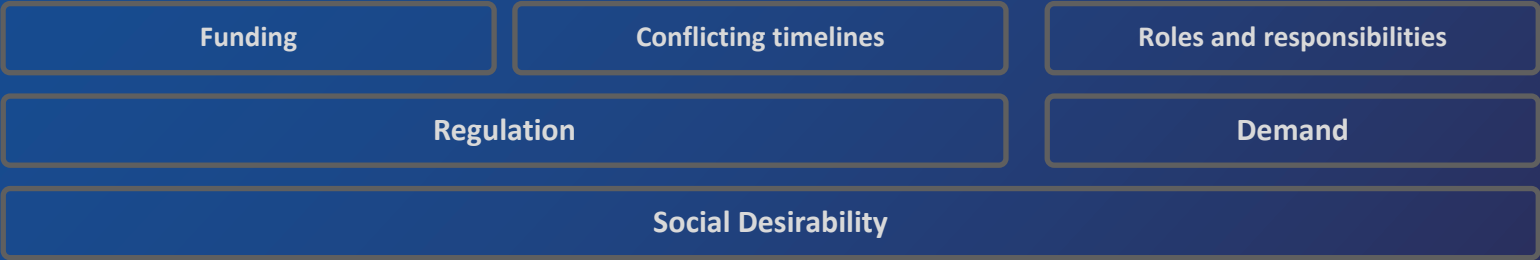 Funding
Conflicting timelines
Roles and responsibilities
Regulation
Demand
Social Desirability